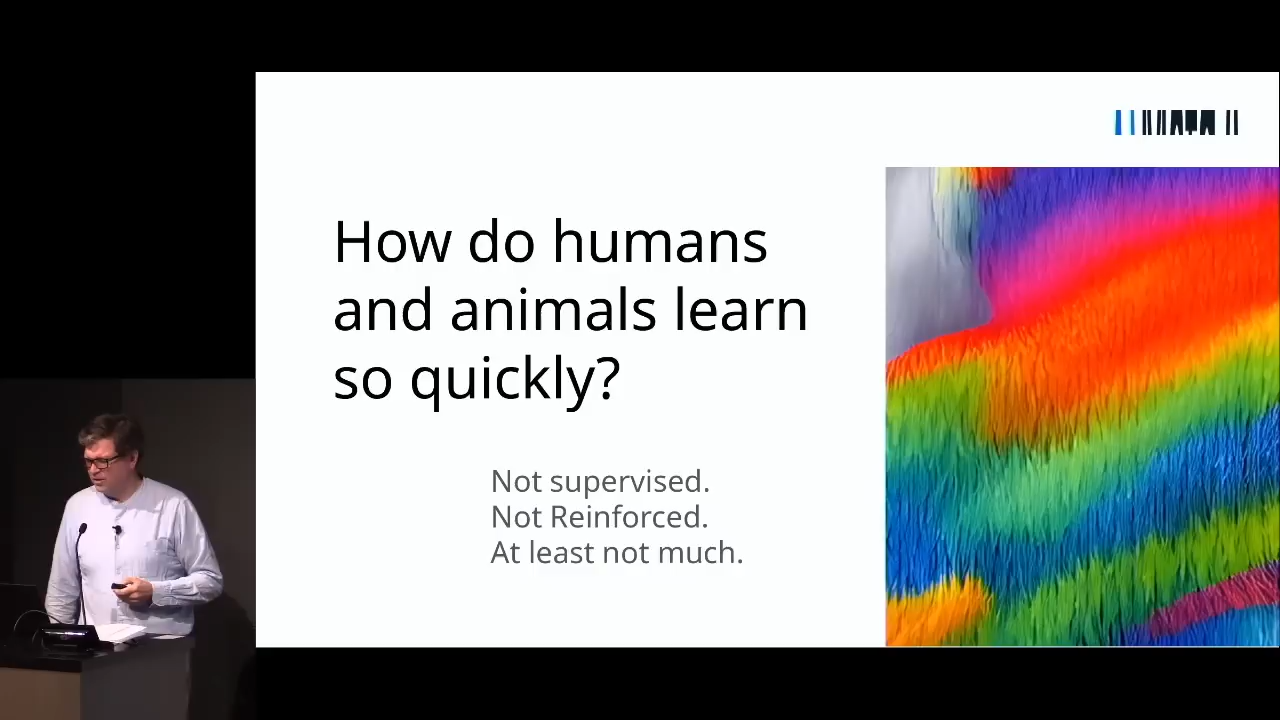 How do humans
and animals learn
so quickly?
Not supervised.
Not Reinforced.
At least not much.